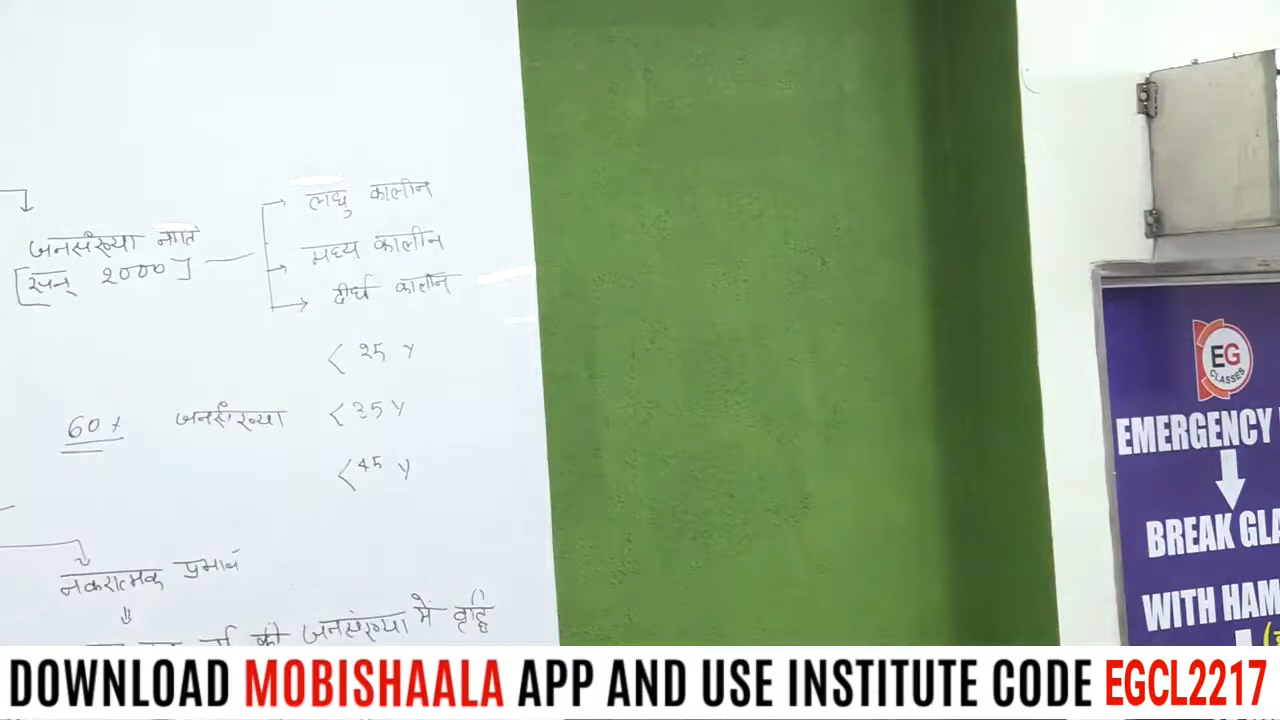 लघु कालीन
जनसंख्या नीति
मध्य कालीन
[सन् 2000]
दीर्घ कालीन
< 25 Y
60 % जनसंख्या < 35 Y
< 45 Y
नकरात्मक प्रभाव
की जनसंख्या में वृद्धि
EG
CLASSES
EMERGENCY
BREAK GLA
WITH HAM
DOWNLOAD MOBISHAALA APP AND USE INSTITUTE CODE EGCL2217